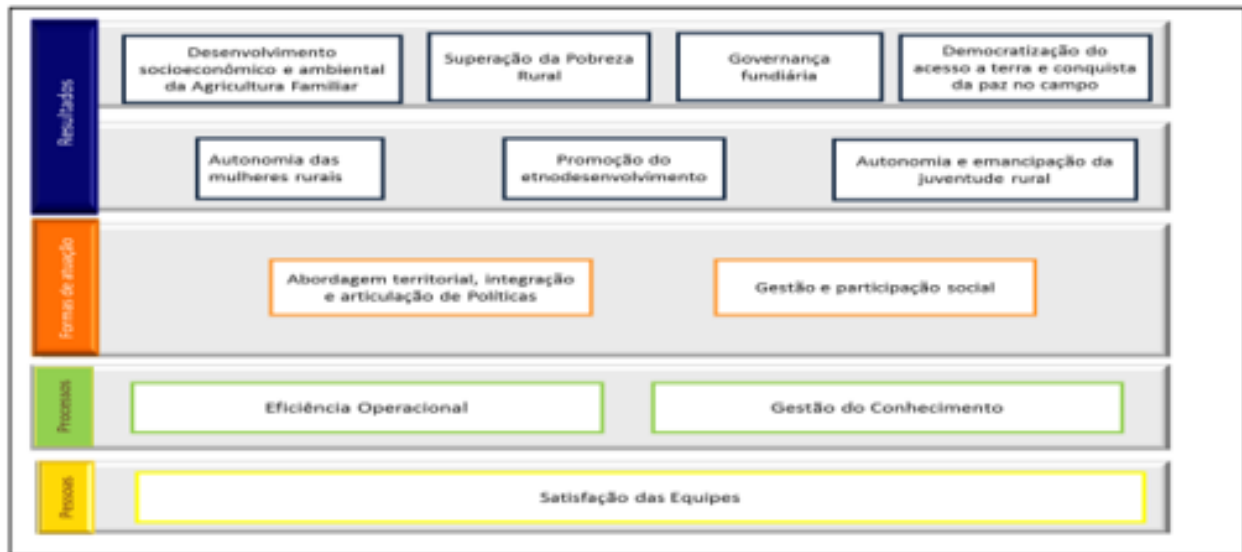 Resultados
Desenvolvimento
socioeconômico e ambiental
da Agricultura Familiar
Superação da Pobreza
Rural
Governança
fundiária
Democratização do
acesso a terra e conquista
da paz no campo
Autonomia das
mulheres rurais
Promoção do
etnodesenvolvimento
Autonomia e emancipação da
juventude rural
Formas de atuação
Abordagem territorial, integração
e articulação de Políticas
Gestão e participação social
Processos
Eficiência Operacional
Gestão do Conhecimento
Pessoas
Satisfação das Equipes